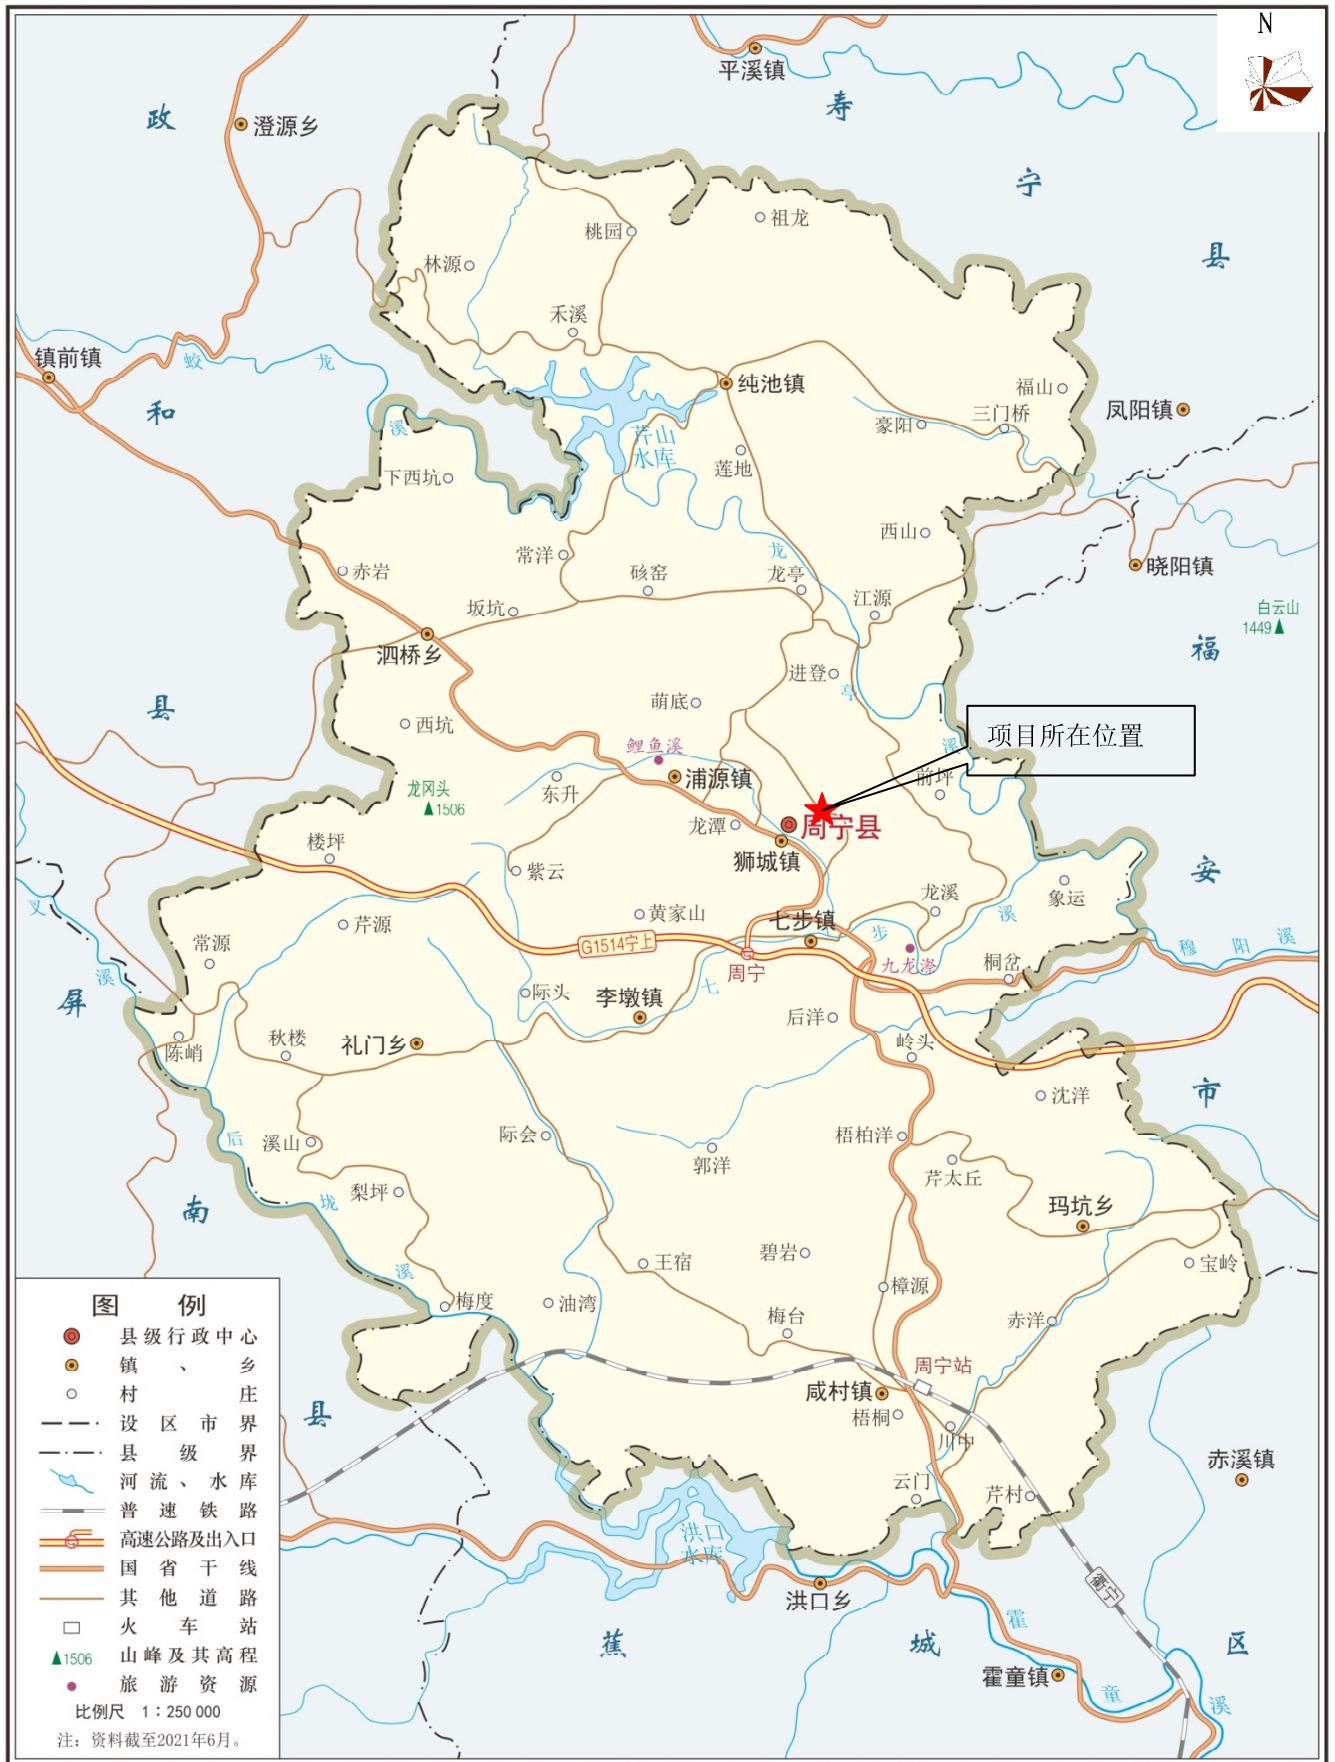 N
平溪镇
寿
政
澄源乡
宁
祖龙
桃园
县
林源
禾溪
镇前镇
蛟
龙
纯池镇
福山
和
凤阳镇
三门桥
豪阳
溪
芹山
水库
莲地
下西坑
西山
常洋
龙
赤岩
硋窑
龙亭
晓阳镇
坂坑
江源
白云山
1449
泗桥乡
福
进登
亭
县
萌底
西坑
项目所在位置
溪
鲤鱼溪
浦源镇
前坪
龙冈头
1506
东升
龙潭
周宁县
楼坪
狮城镇
紫云
安
象运
龙溪
叉
黄家山
溪
芹源
七步镇
步
常源
G1514宁上
穆阳溪
九龙漈
桐岔
溪
周宁
七
屏
际头
李墩镇
后洋
陈峭
秋楼
礼门乡
岭头
市
沈洋
后
溪山
际会
梧柏洋
郭洋
芹太丘
梨坪
垅
南
玛坑乡
碧岩
王宿
宝岭
溪
樟源
梅度
油湾
梅台
赤洋
周宁站
咸村镇
县
梧桐
川中
赤溪镇
云门
芹村
洪口
水库
衢宁
洪口乡
霍
蕉
城
区
霍童镇
童
溪
图例
县级行政中心
镇、乡
村庄
设区市界
县级界
河流、水库
普速铁路
高速公路及出入口
国省干线
其他道路
火车站
1506 山峰及其高程
旅游资源
比例尺 1：250 000
注：资料截至2021年6月。